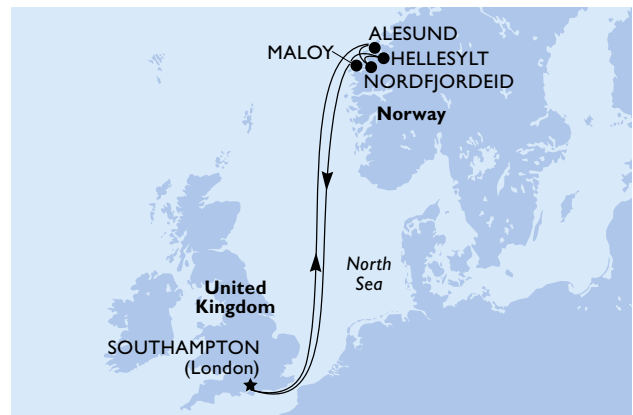 ALESUND
MALOY
HELLESYLT
NORDFJORDEID
Norway
North
Sea
United
Kingdom
SOUTHAMPTON
(London)